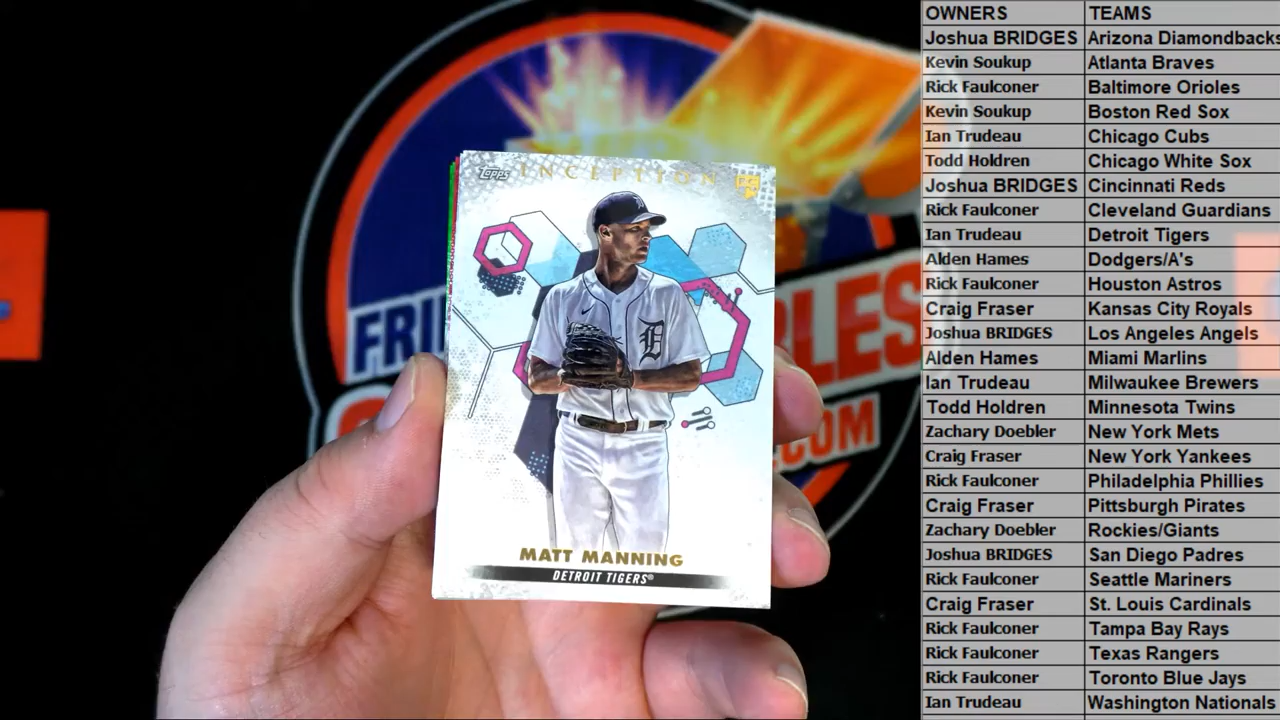 Topps INCEPTION RC
MATT MANNING
DETROIT TIGERS®
FRI
BLES
.COM
OWNERS TEAMS
Joshua BRIDGES Arizona Diamondbacks
Kevin Soukup Atlanta Braves
Rick Faulconer Baltimore Orioles
Kevin Soukup Boston Red Sox
Ian Trudeau Chicago Cubs
Todd Holdren Chicago White Sox
Joshua BRIDGES Cincinnati Reds
Rick Faulconer Cleveland Guardians
Ian Trudeau Detroit Tigers
Alden Hames Dodgers/A's
Rick Faulconer Houston Astros
Craig Fraser Kansas City Royals
Joshua BRIDGES Los Angeles Angels
Alden Hames Miami Marlins
Ian Trudeau Milwaukee Brewers
Todd Holdren Minnesota Twins
Zachary Doebler New York Mets
Craig Fraser New York Yankees
Rick Faulconer Philadelphia Phillies
Craig Fraser Pittsburgh Pirates
Zachary Doebler Rockies/Giants
Joshua BRIDGES San Diego Padres
Rick Faulconer Seattle Mariners
Craig Fraser St. Louis Cardinals
Rick Faulconer Tampa Bay Rays
Rick Faulconer Texas Rangers
Rick Faulconer Toronto Blue Jays
Ian Trudeau Washington Nationals